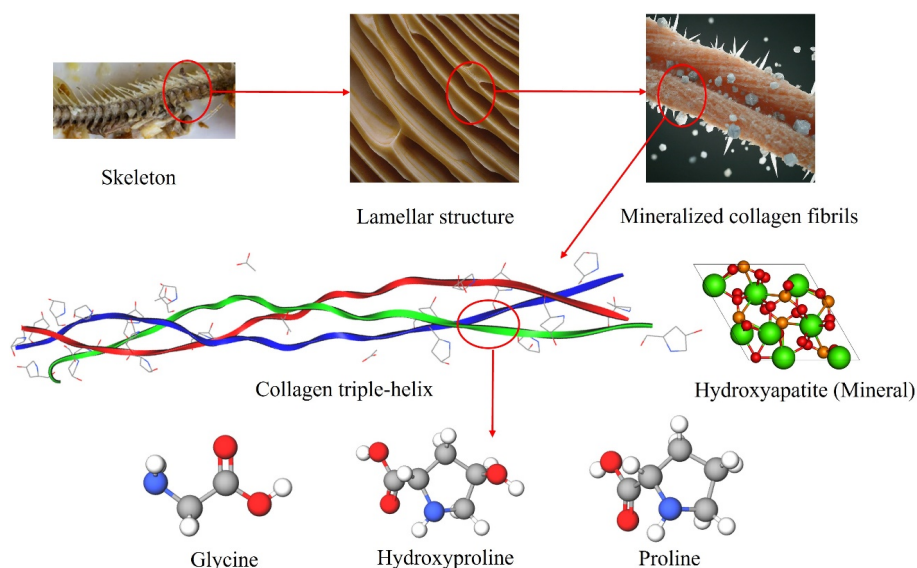 Skeleton
Lamellar structure
Mineralized collagen fibrils
Collagen triple-helix
Hydroxyapatite (Mineral)
Glycine
Hydroxyproline
Proline